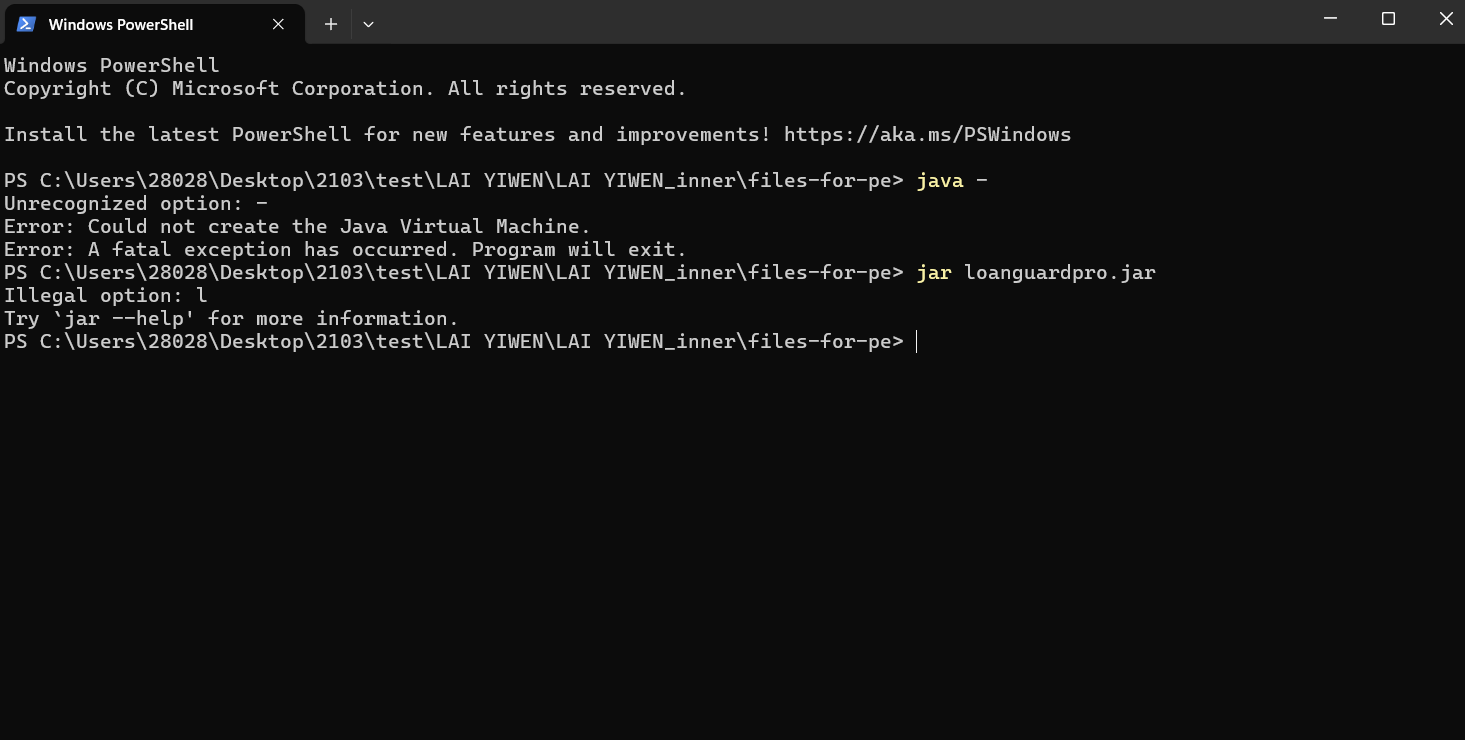 Windows PowerShell
Windows PowerShell
Copyright (C) Microsoft Corporation. All rights reserved.
Install the latest PowerShell for new features and improvements! https://aka.ms/PSWindows
PS C:\Users\28028\Desktop\2103\test\LAI YIWEN\LAI YIWEN_inner\files-for-pe> java -
Unrecognized option: -
Error: Could not create the Java Virtual Machine.
Error: A fatal exception has occurred. Program will exit.
PS C:\Users\28028\Desktop\2103\test\LAI YIWEN\LAI YIWEN_inner\files-for-pe> jar loanguardpro.jar
Illegal option: l
Try `jar --help' for more information.
PS C:\Users\28028\Desktop\2103\test\LAI YIWEN\LAI YIWEN_inner\files-for-pe>